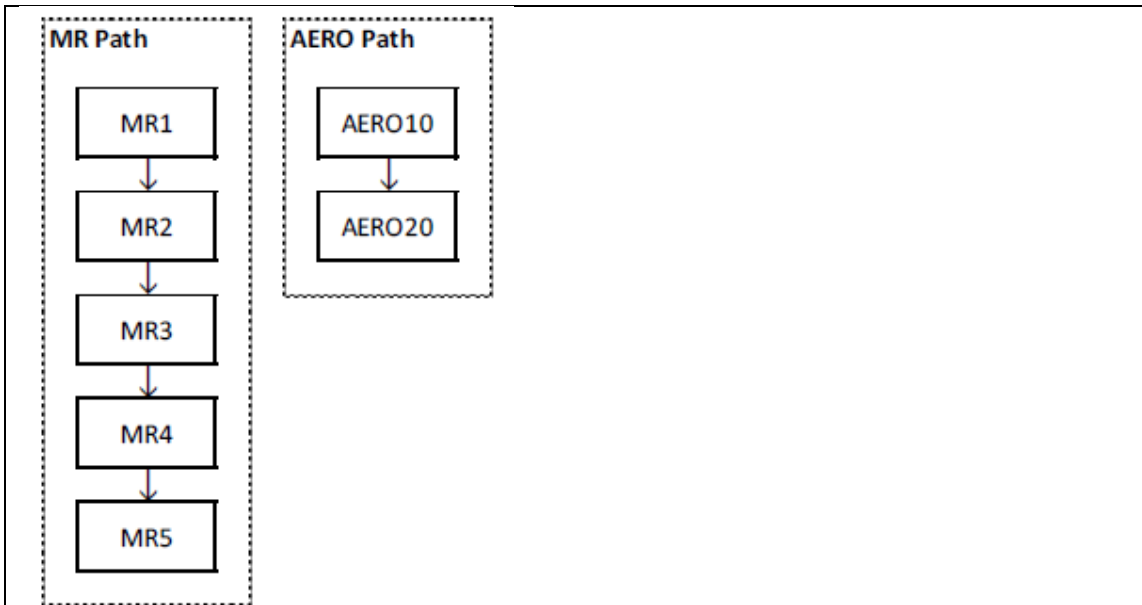 MR Path
MR1
MR2
MR3
MR4
MR5
AERO Path
AERO10
AERO20